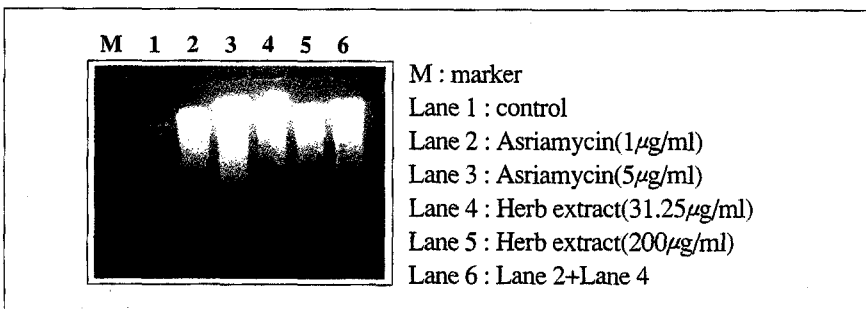 M 1 2 3 4 5 6
M : marker
Lane 1 : control
Lane 2 : Asriamycin(1μg/ml)
Lane 3 : Asriamycin(5μg/ml)
Lane 4 : Herb extract(31.25μg/ml)
Lane 5 : Herb extract(200μg/ml)
Lane 6 : Lane 2+Lane 4